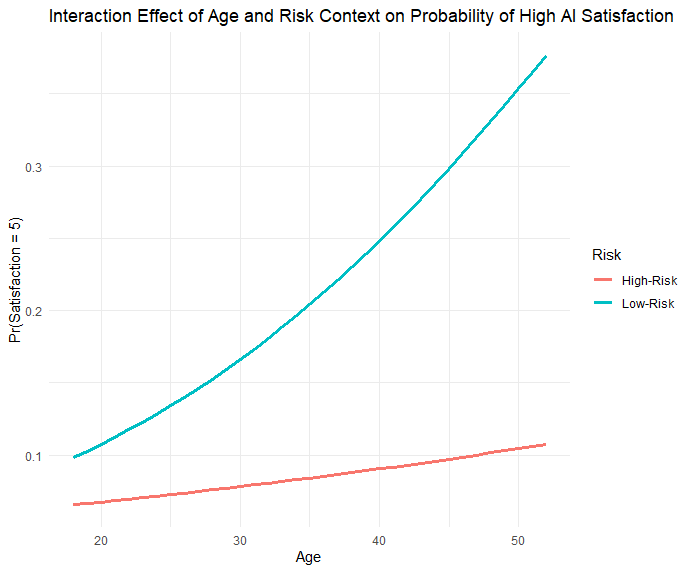 Interaction Effect of Age and Risk Context on Probability of High AI Satisfaction
Pr(Satisfaction = 5)
0.3
0.2
0.1
20 30 40 50
Age
Risk
High-Risk
Low-Risk